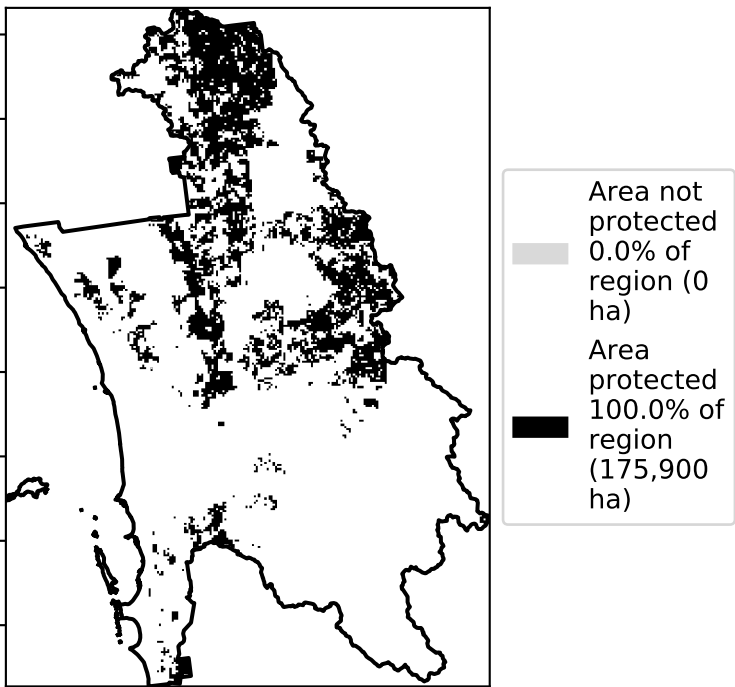 Area not
protected
0.0% of
region (0
ha)
Area
protected
100.0% of
region
(175,900
ha)